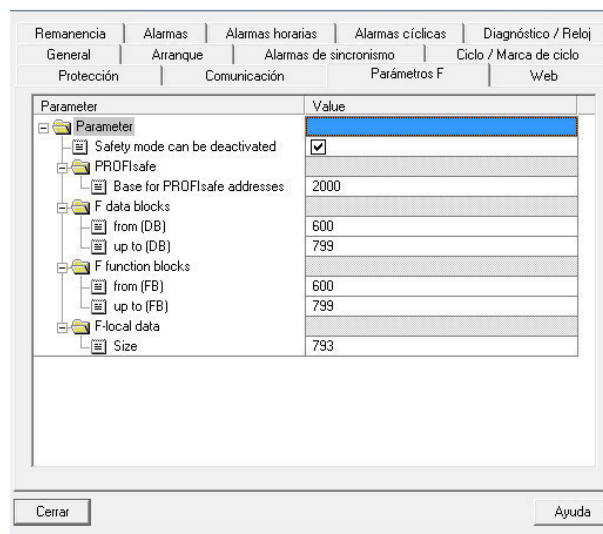 Remanencia Alarmas Alarmas horarias Alarmas cíclicas Diagnóstico / Reloj
General Arranque Alarmas de sincronismo Ciclo / Marca de ciclo
Protección Comunicación Parámetros F Web
Parameter Value
Parameter
Safety mode can be deactivated
PROFIsafe
Base for PROFIsafe addresses 2000
F data blocks
from (DB) 600
up to (DB) 799
F function blocks
from (FB) 600
up to (FB) 799
F-local data
Size 793
Cerrar Ayuda